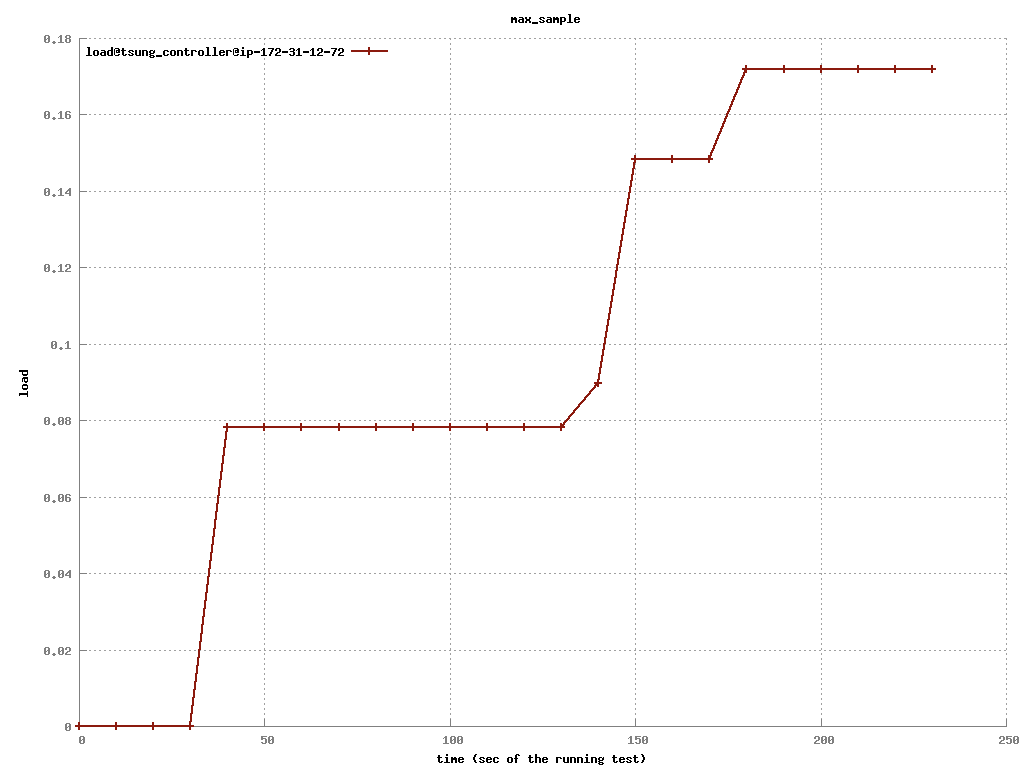 max_sample
load@tsung_controller@ip-172-31-12-72
0.18
0.16
0.14
0.12
0.1
0.08
0.06
0.04
0.02
0
load
0 50 100 150 200 250
time (sec of the running test)